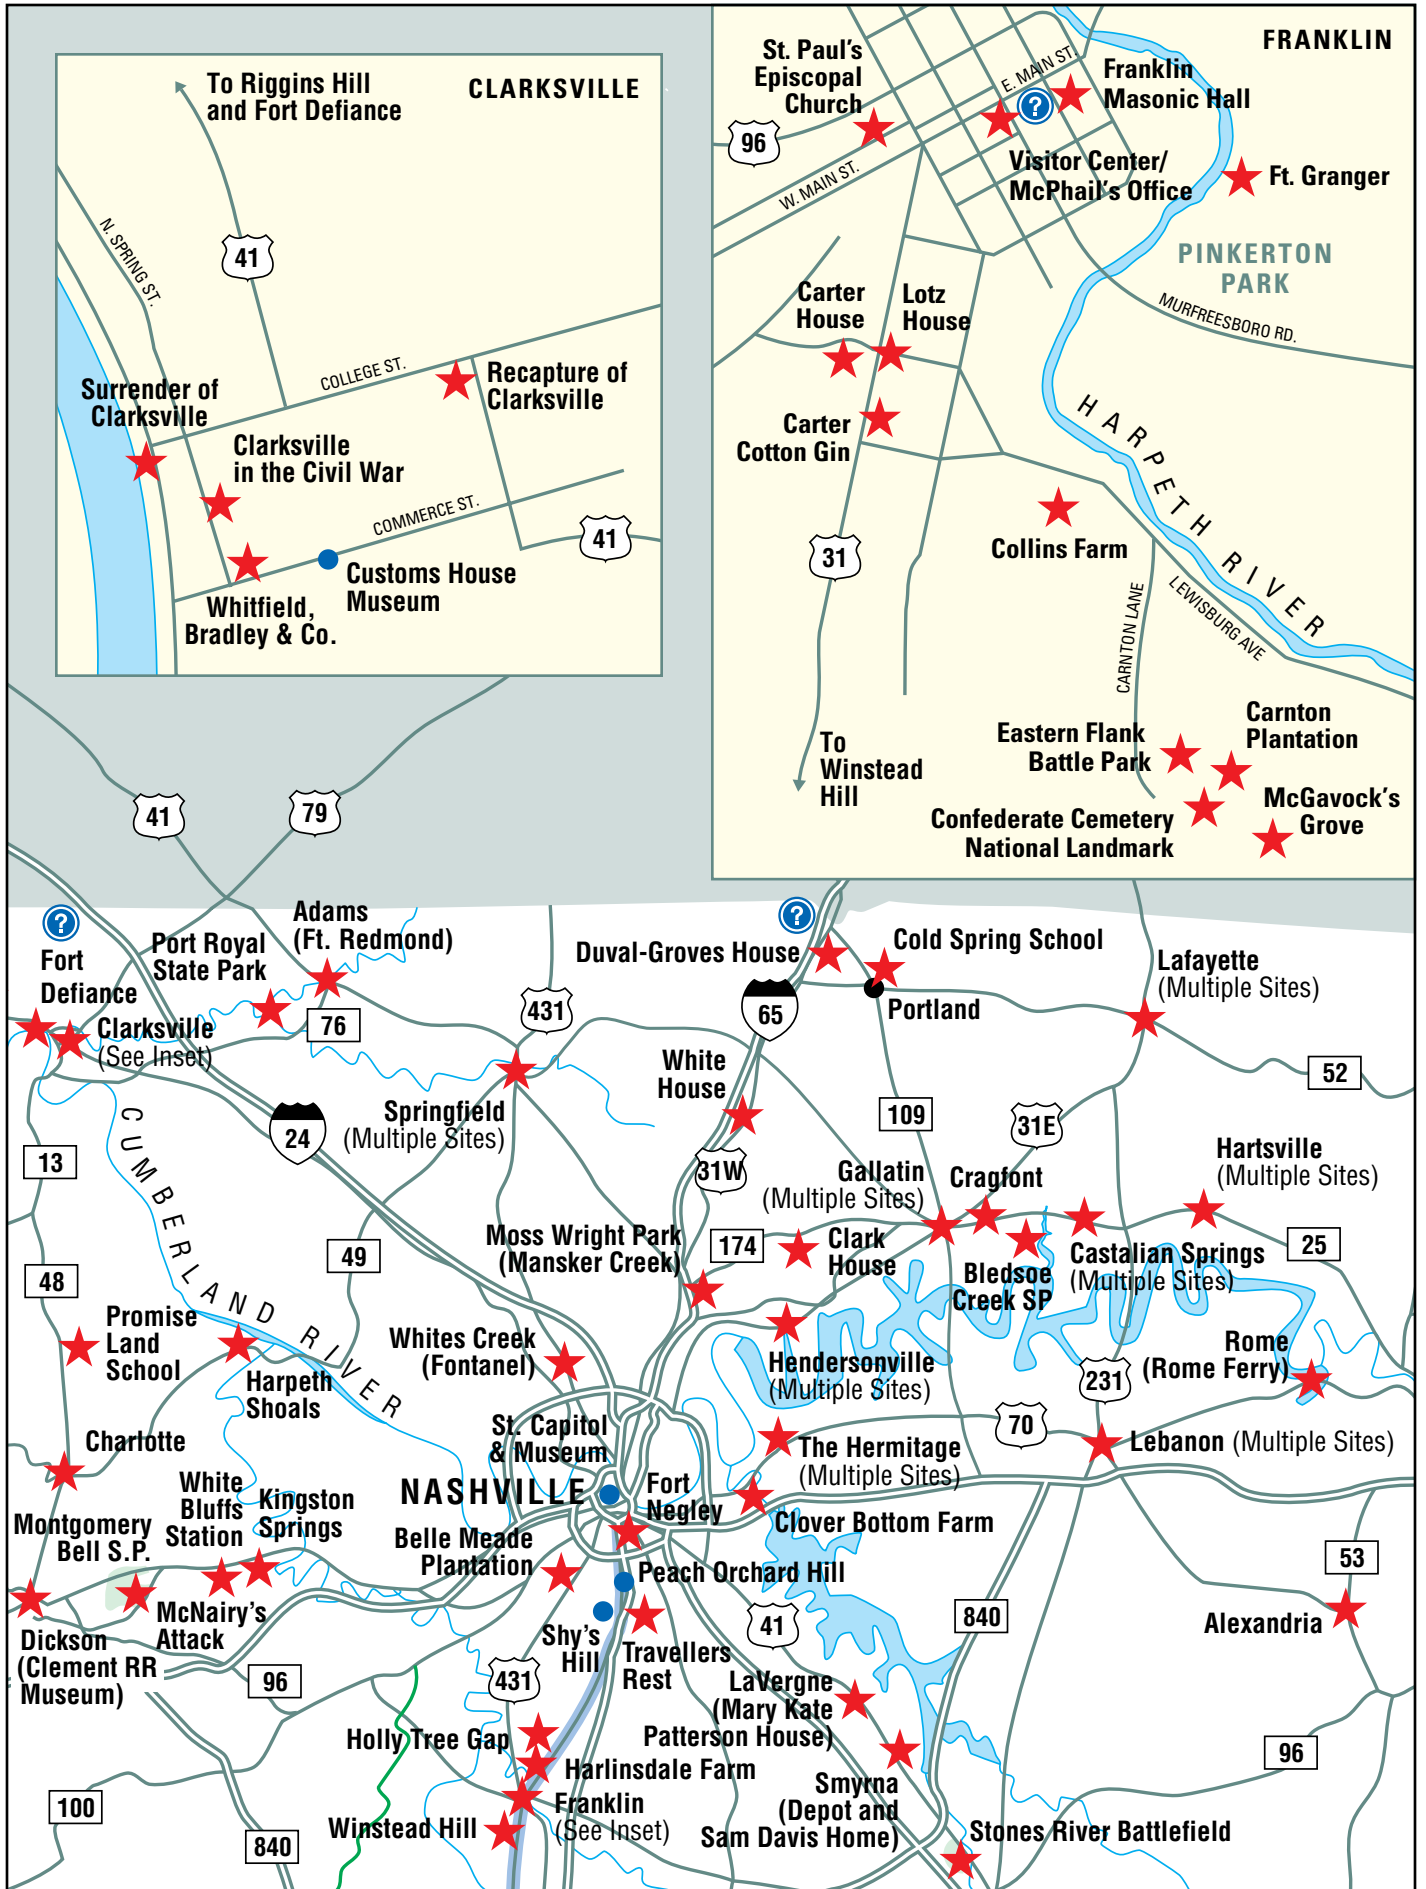 CLARKSVILLE
To Riggins Hill
and Fort Defiance
N. SPRING ST.
41
COLLEGE ST.
Surrender of
Clarksville
Recapture of
Clarksville
Clarksville
in the Civil War
COMMERCE ST.
41
Customs House
Museum
Whitfield,
Bradley & Co.
FRANKLIN
St. Paul's
Episcopal
Church
E. MAIN ST.
Franklin
Masonic Hall
?
96
W. MAIN ST.
Visitor Center/
McPhail's Office
Ft. Granger
PINKERTON
PARK
MURFREESBORO RD.
Carter
House
Lotz
House
Carter
Cotton Gin
HARPETH RIVER
Collins Farm
31
CARNTON LANE
LEWISBURG AVE
To
Winstead
Hill
Eastern Flank
Battle Park
Carnton
Plantation
Confederate Cemetery
National Landmark
McGavock's
Grove
41
79
?
Fort
Defiance
Port Royal
State Park
Adams
(Ft. Redmond)
Clarksville
(See Inset)
76
431
?
Duval-Groves House
Cold Spring School
Portland
65
Lafayette
(Multiple Sites)
52
White
House
Springfield
(Multiple Sites)
24
13
CUMBERLAND RIVER
109
31E
31W
Gallatin
(Multiple Sites)
Cragfont
Hartsville
(Multiple Sites)
Moss Wright Park
(Mansker Creek)
174
Clark
House
Bledsoe
Creek SP
Castalian Springs
(Multiple Sites)
25
49
48
Promise
Land
School
Harpeth
Shoals
Whites Creek
(Fontanel)
Hendersonville
(Multiple Sites)
231
Rome
(Rome Ferry)
Charlotte
St. Capitol
& Museum
NASHVILLE
70
The Hermitage
(Multiple Sites)
Lebanon (Multiple Sites)
White
Bluffs
Station
Kingston
Springs
Fort
Negley
Clover Bottom Farm
Montgomery
Bell S.P.
Belle Meade
Plantation
Peach Orchard Hill
53
McNairy's
Attack
Dickson
(Clement RR
Museum)
Shy's
Hill
Travellers
Rest
41
840
Alexandria
96
431
LaVergne
(Mary Kate
Patterson House)
Holly Tree Gap
Harlinsdale Farm
96
Smyrna
(Depot and
Sam Davis Home)
100
Franklin
(See Inset)
Winstead Hill
840
Stones River Battlefield